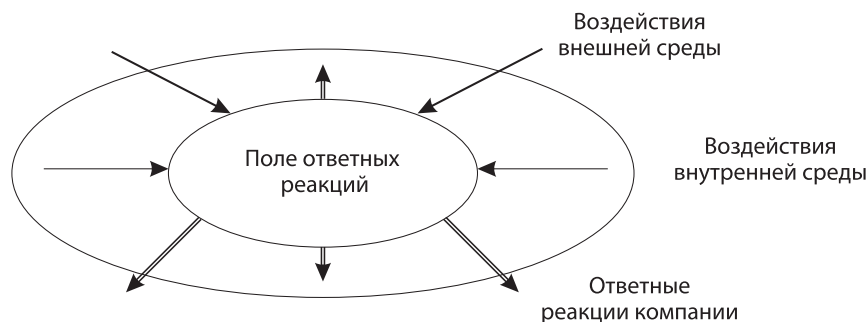 Воздействия
внешней среды
Поле ответных
реакций
Воздействия
внутренней среды
Ответные
реакции компании